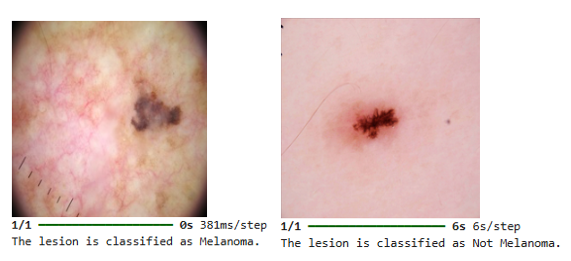 1/1 ━━━━━━━━━━━━━━━━━━━━ 0s 381ms/step
The lesion is classified as Melanoma.
1/1 ━━━━━━━━━━━━━━━━━━━━ 6s 6s/step
The lesion is classified as Not Melanoma.